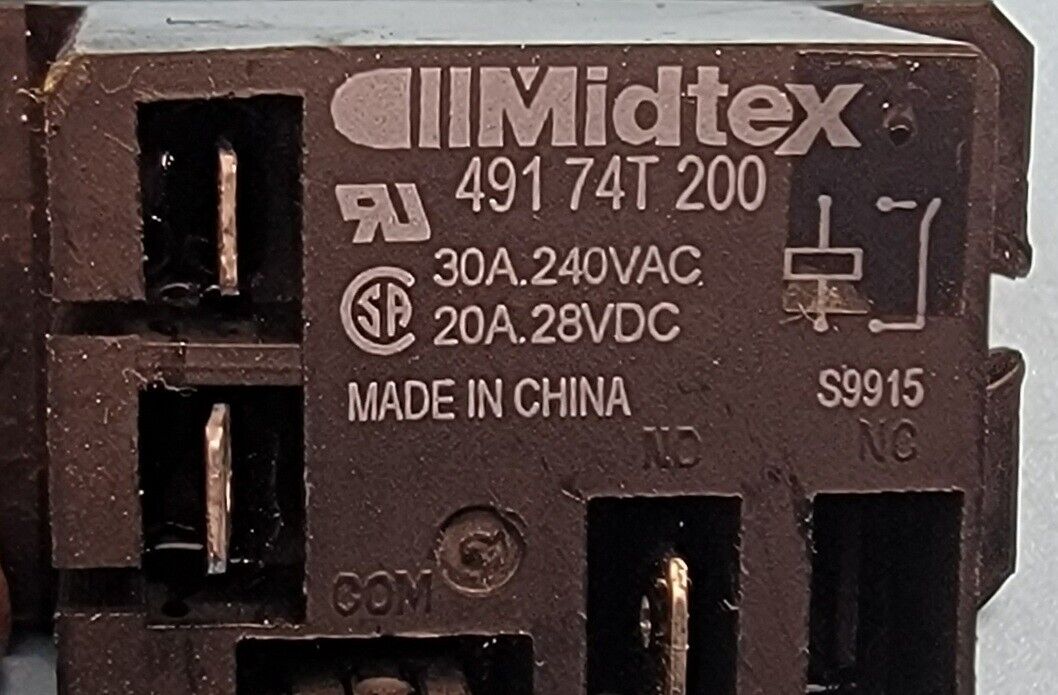 Midtex
491 74T 200
30A.240VAC
20A.28VDC
MADE IN CHINA
S9915
NO NC
COM